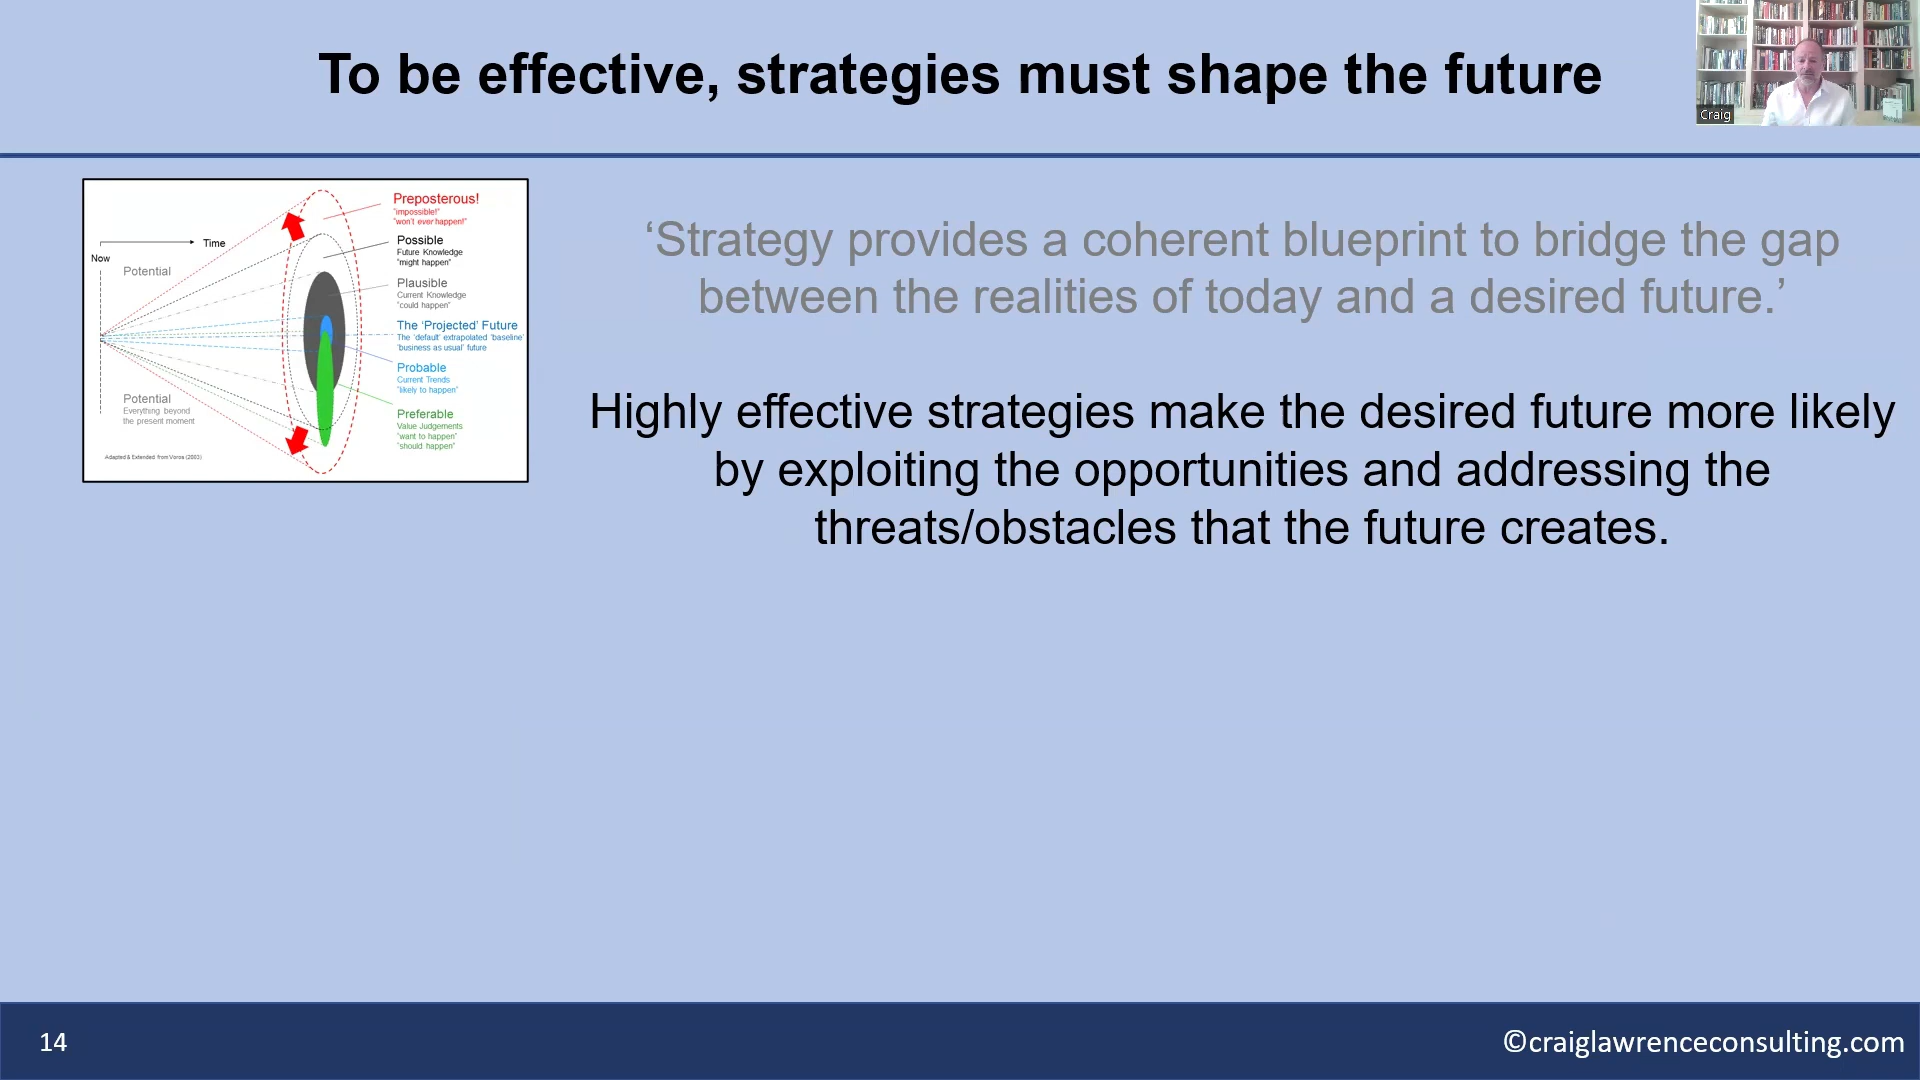 To be effective, strategies must shape the future
Craig
Preposterous!
"impossible!"
"won't ever happen!"
Time
Possible
Future Knowledge
"might happen"
Now
Potential
Plausible
Current Knowledge
"could happen"
The 'Projected' Future
The 'default' extrapolated 'baseline'
'business as usual' future
Probable
Current Trends
"likely to happen"
Potential
Everything beyond
the present moment
Preferable
Value Judgements
"want to happen"
"should happen"
Adapted & Extended from Voros (2003)
‘Strategy provides a coherent blueprint to bridge the gap
between the realities of today and a desired future.’
Highly effective strategies make the desired future more likely
by exploiting the opportunities and addressing the
threats/obstacles that the future creates.
14
©craiglawrenceconsulting.com